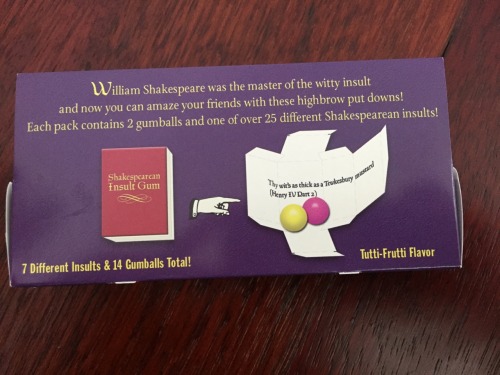 William Shakespeare was the master of the witty insult
and now you can amaze your friends with these highbrow put downs!
Each pack contains 2 gumballs and one of over 25 different Shakespearean insults!
Shakespearean
Insult Gum
Thy wit's as thick as a Tewkesbury mustard
(Henry IV Part 2)
7 Different Insults & 14 Gumballs Total!
Tutti-Frutti Flavor